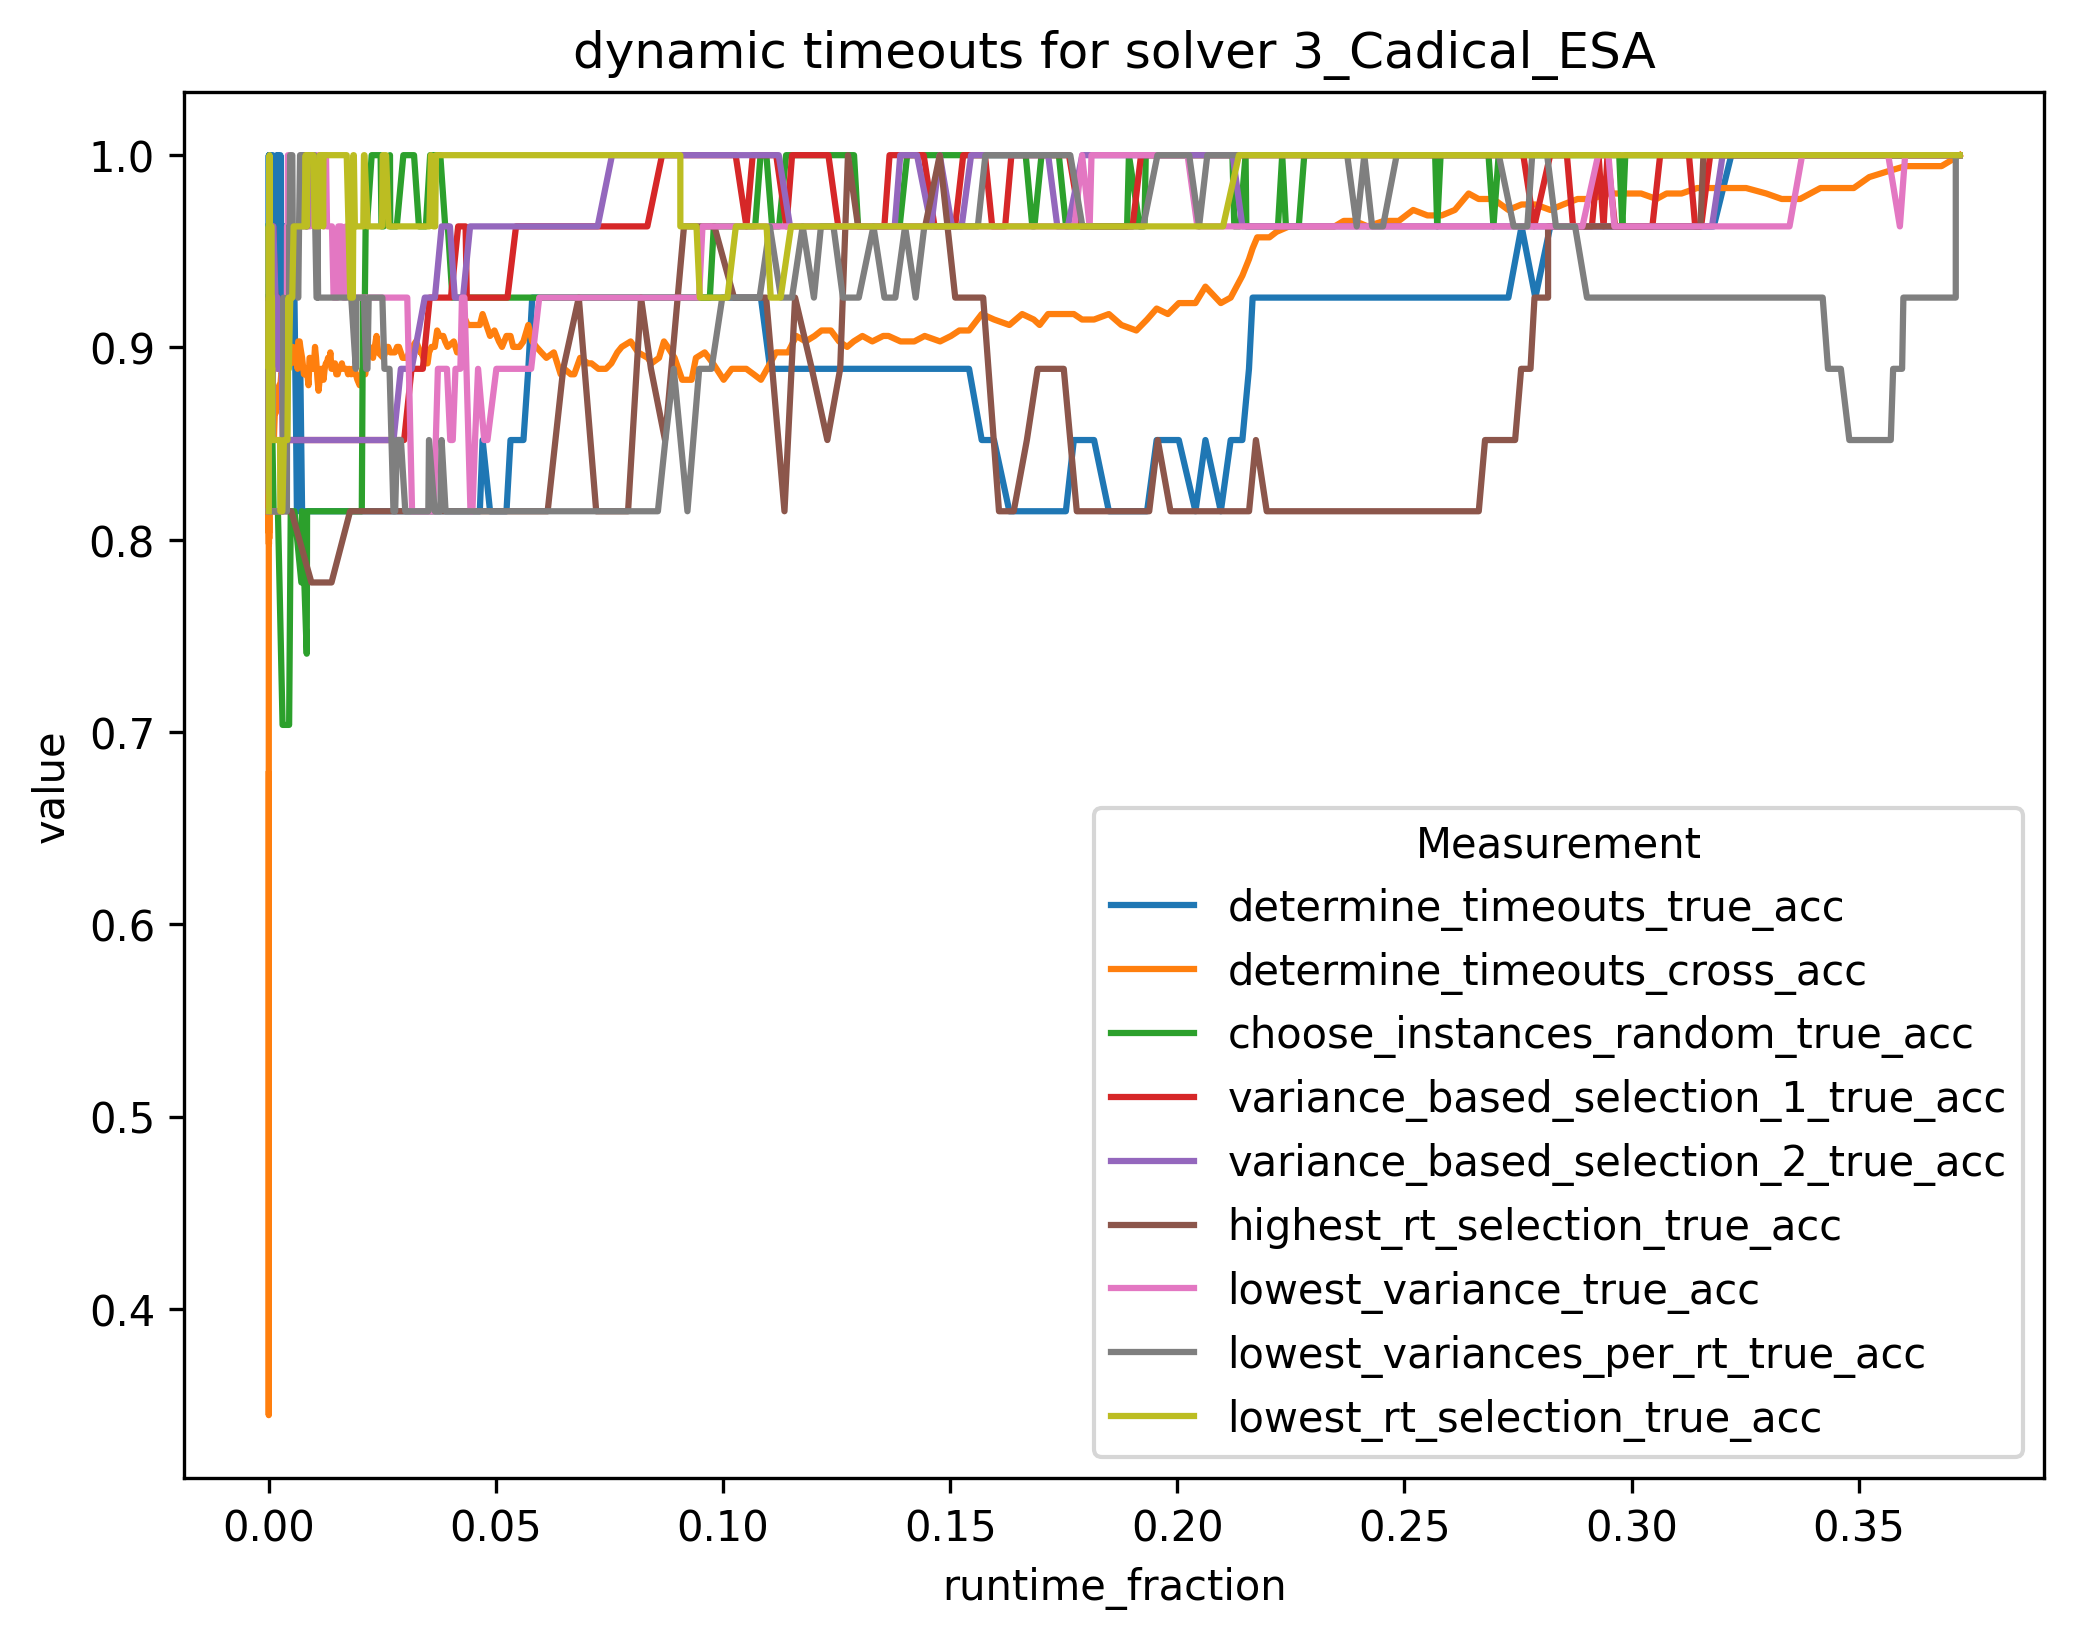 dynamic timeouts for solver 3_Cadical_ESA
1.0
0.9
0.8
0.7
0.6
0.5
0.4
value
Measurement
determine_timeouts_true_acc
determine_timeouts_cross_acc
choose_instances_random_true_acc
variance_based_selection_1_true_acc
variance_based_selection_2_true_acc
highest_rt_selection_true_acc
lowest_variance_true_acc
lowest_variances_per_rt_true_acc
lowest_rt_selection_true_acc
0.00 0.05 0.10 0.15 0.20 0.25 0.30 0.35
runtime_fraction